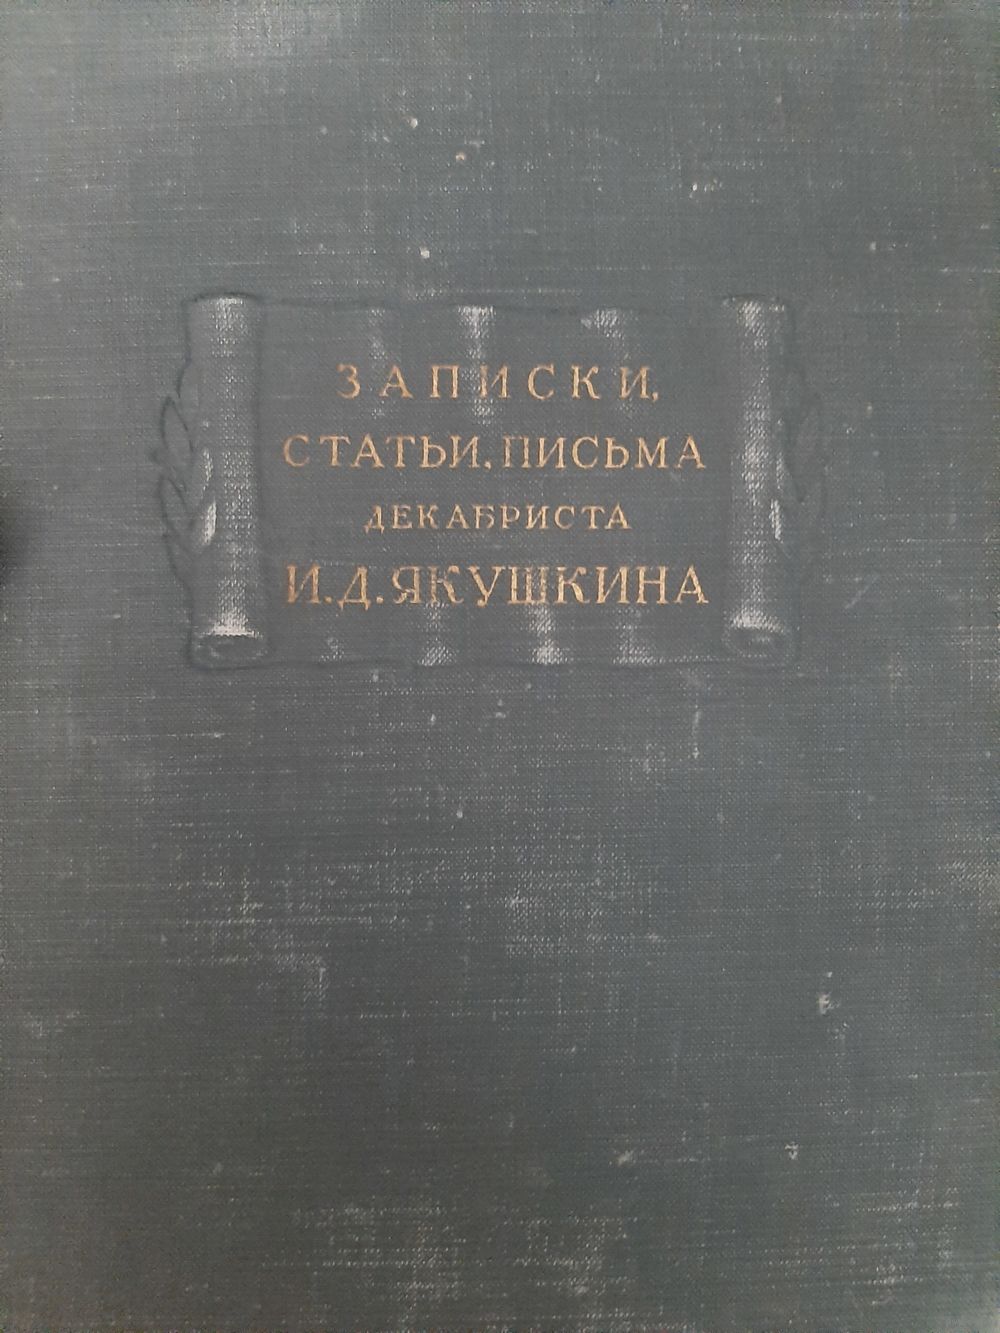 ЗАПИСКИ,
СТАТЬИ, ПИСЬМА
ДЕКАБРИСТА
И.Д. ЯКУШКИНА